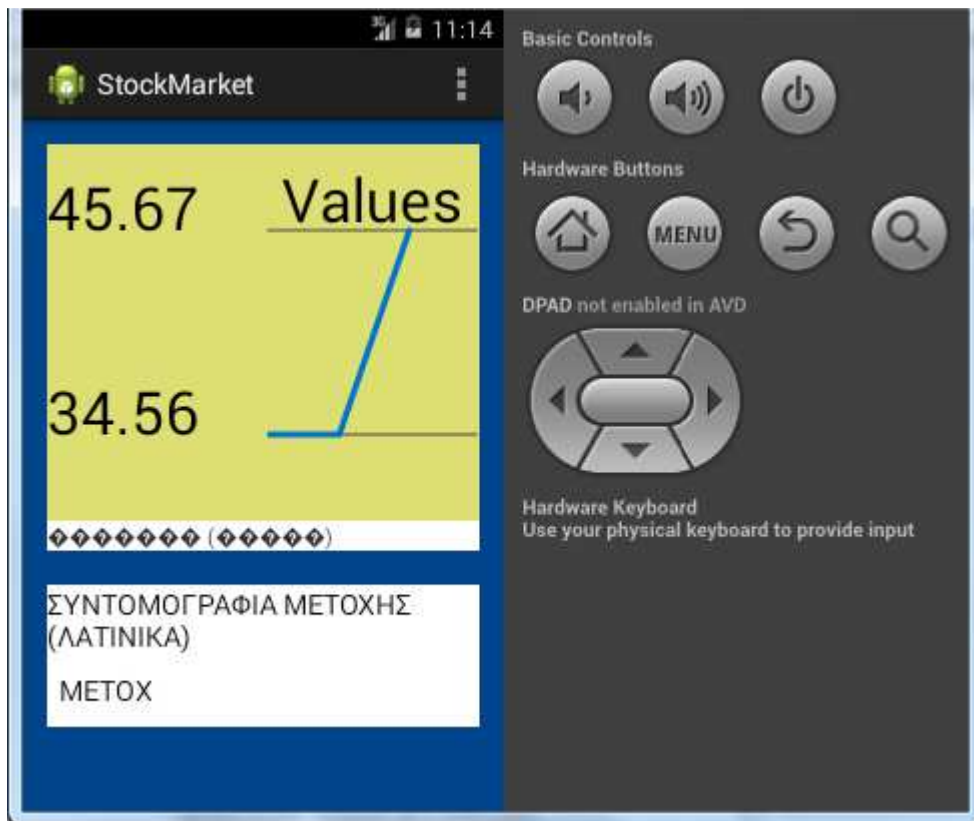 3G 11:14
StockMarket
45.67 Values
34.56
������� (�����)
ΣΥΝΤΟΜΟΓΡΑΦΙΑ ΜΕΤΟΧΗΣ
(ΛΑΤΙΝΙΚΑ)
ΜΕΤΟΧ
Basic Controls
Hardware Buttons
MENU
DPAD not enabled in AVD
Hardware Keyboard
Use your physical keyboard to provide input